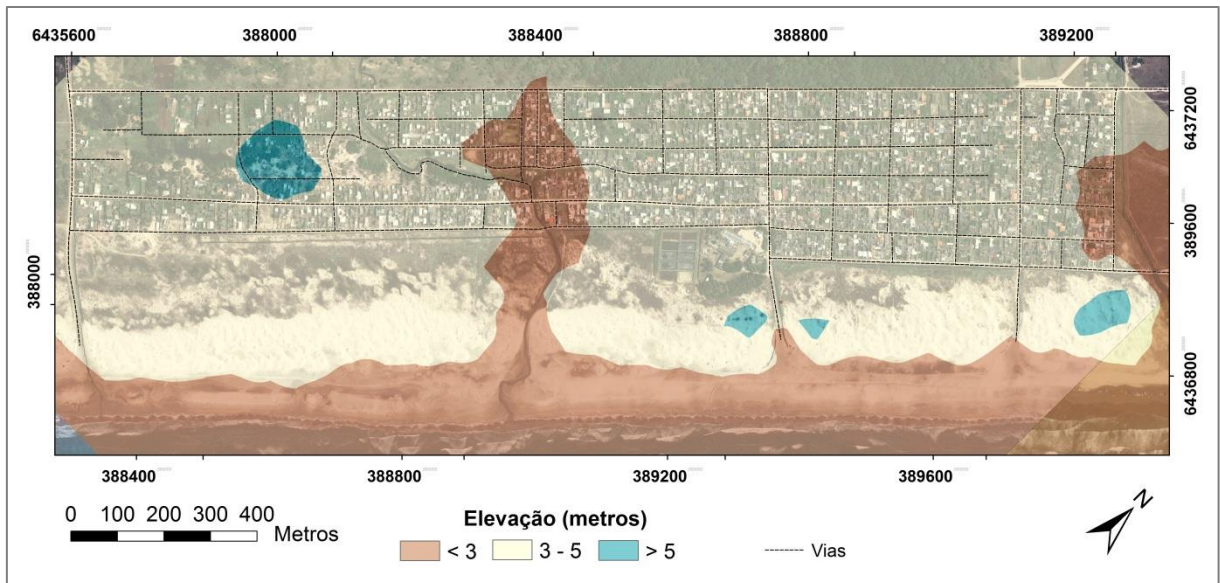 6435600 388000 388400 388800 389200
6437200
389600
388000
6436800
388400 388800 389200 389600
0 100 200 300 400 Metros
Elevação (metros)
< 3 3 - 5 > 5
Vias
N